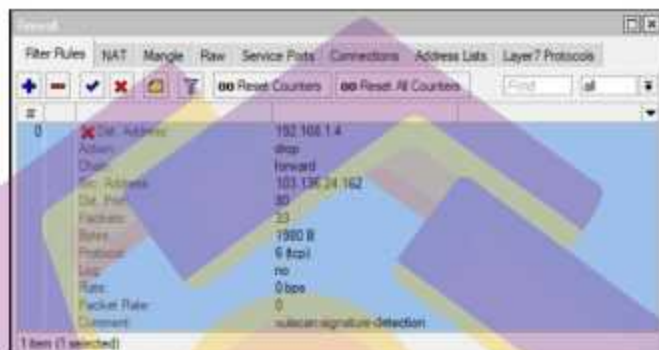 Firewall
Filter Rules NAT Mangle Raw Service Ports Connections Address Lists Layer7 Protocols
00 Reset Counters 00 Reset All Counters Find all
#
0 Dst. Address: 192.168.1.4
Action: drop
Chain: forward
Src. Address: 103.136.24.162
Dst. Port: 80
Packets: 33
Bytes: 1980 B
Protocol: 6 (tcp)
Log: no
Rate: 0 bps
Packet Rate: 0
Comment: signature-detection
1 item (1 selected)